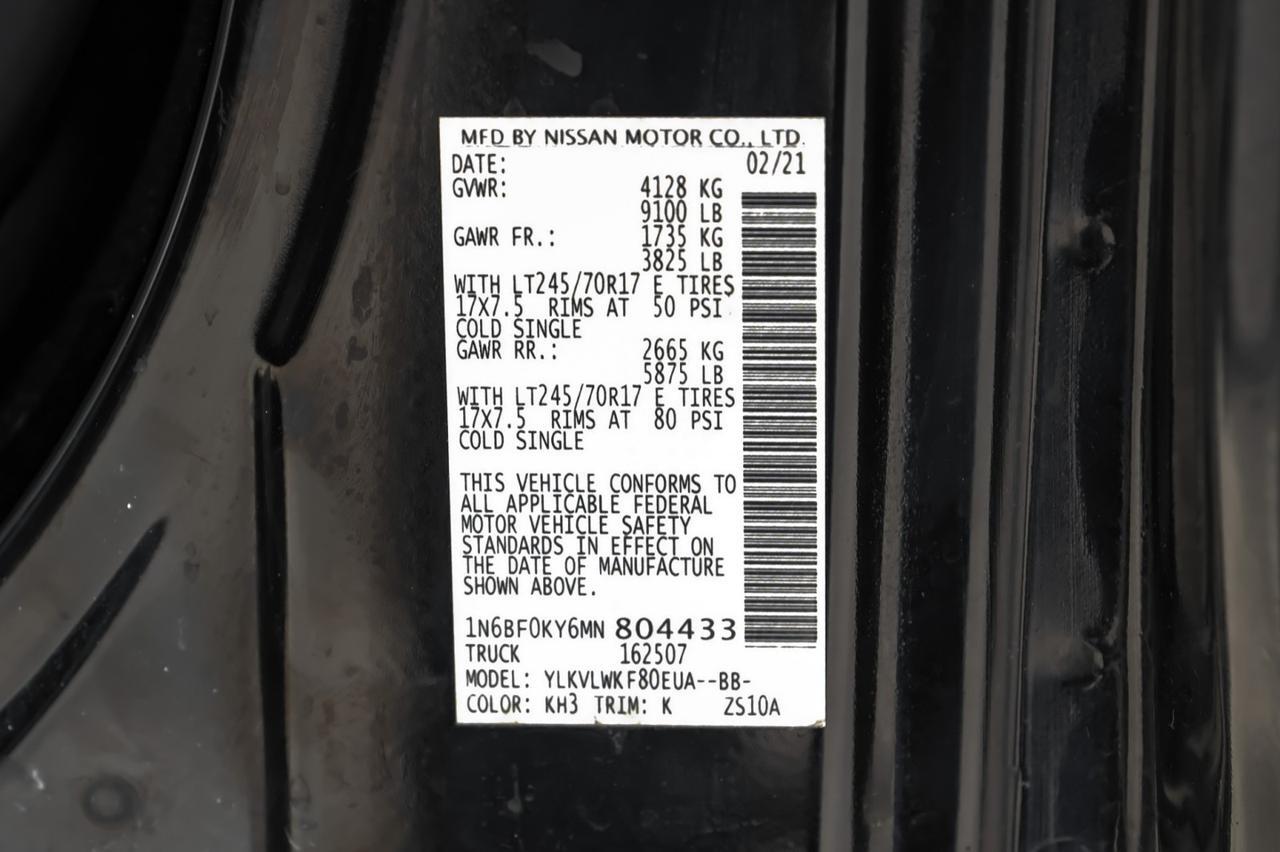 MFD BY NISSAN MOTOR CO., LTD.
DATE: 02/21
GVWR: 4128 KG
9100 LB
GAWR FR.: 1735 KG
3825 LB
WITH LT245/70R17 E TIRES
17X7.5 RIMS AT 50 PSI
COLD SINGLE
GAWR RR.: 2665 KG
5875 LB
WITH LT245/70R17 E TIRES
17X7.5 RIMS AT 80 PSI
COLD SINGLE
THIS VEHICLE CONFORMS TO
ALL APPLICABLE FEDERAL
MOTOR VEHICLE SAFETY
STANDARDS IN EFFECT ON
THE DATE OF MANUFACTURE
SHOWN ABOVE.
1N6BF0KY6MN 804433
TRUCK 162507
MODEL: YLKVLWKF80EUA--BB-
COLOR: KH3 TRIM: K ZS10A